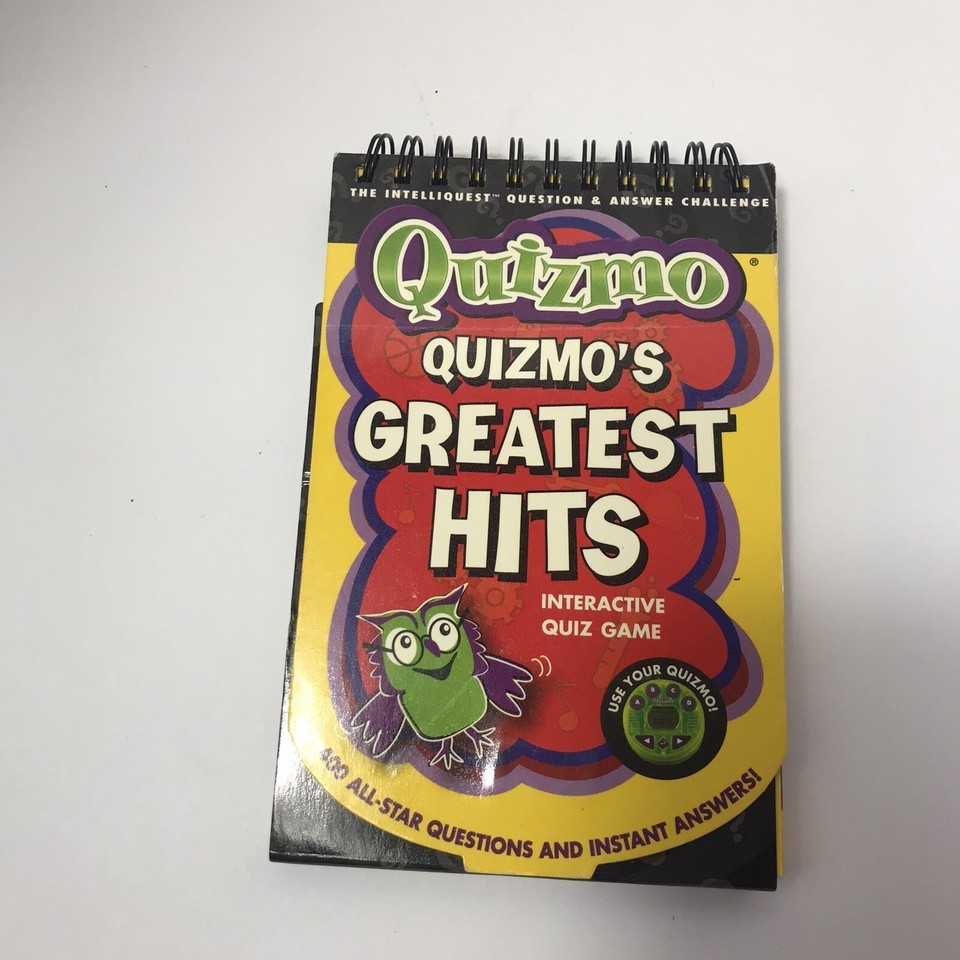 THE INTELLIQUEST™ QUESTION & ANSWER CHALLENGE
Quizmo®
QUIZMO'S
GREATEST
HITS
INTERACTIVE
QUIZ GAME
USE YOUR QUIZMO!
A B C D
ALL-STAR QUESTIONS AND INSTANT ANSWERS!